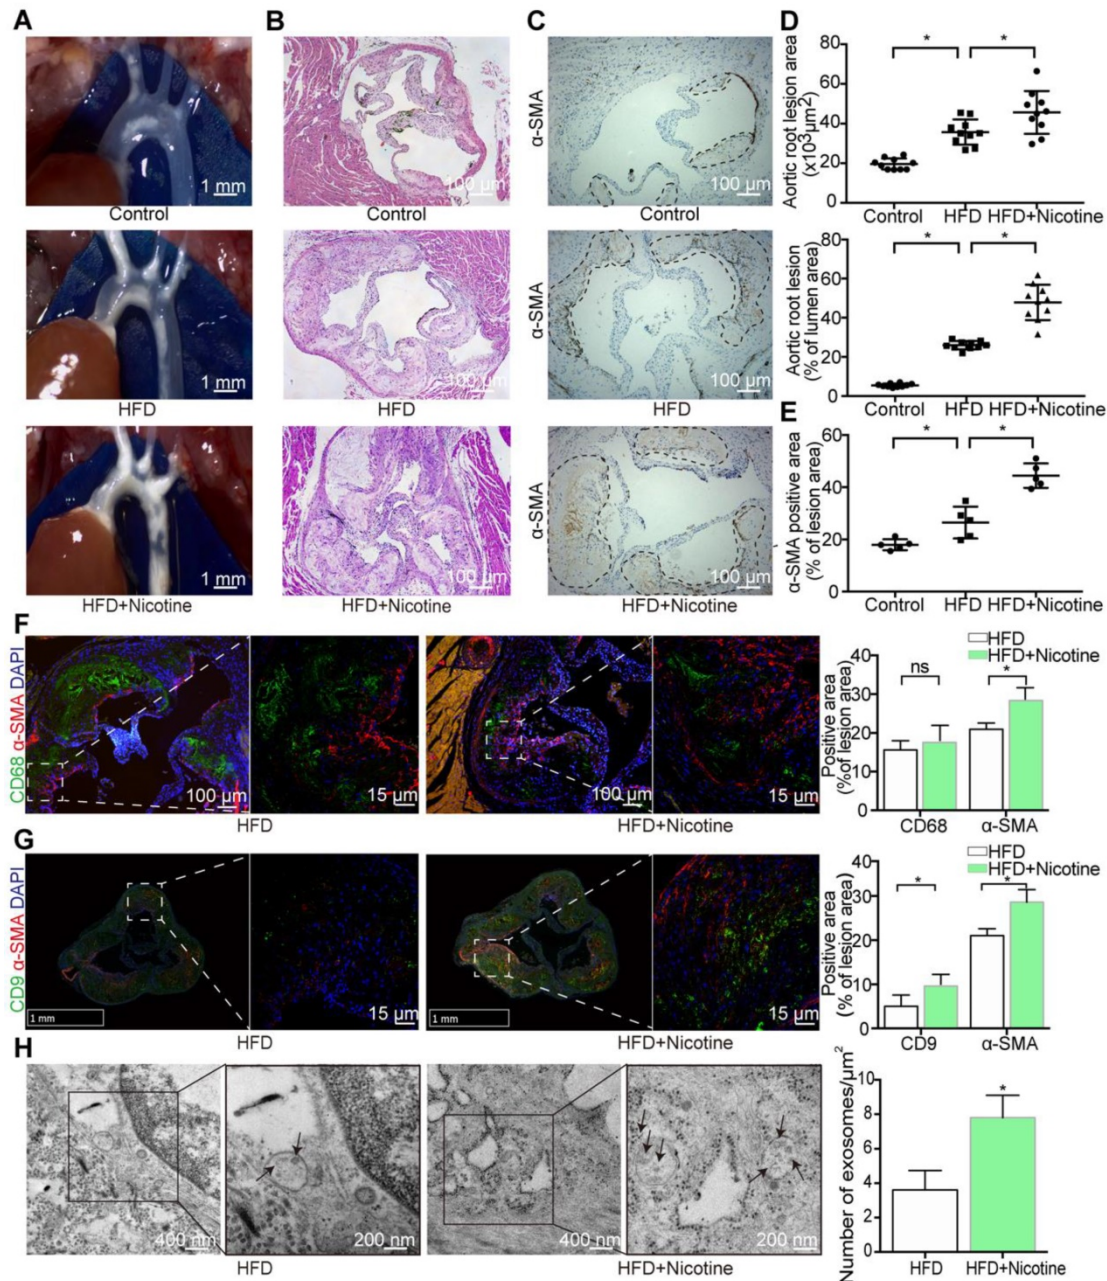 A
B
C
D
1 mm
Control
100 µm
Control
α-SMA
100 µm
Control
Aortic root lesion area
(x10³µm²)
80
60
40
20
0
*
*
Control
HFD
HFD+Nicotine
1 mm
HFD
100 µm
HFD
α-SMA
100 µm
HFD
Aortic root lesion
(% of lumen area)
80
60
40
20
0
*
*
Control
HFD
HFD+Nicotine
1 mm
HFD+Nicotine
100 µm
HFD+Nicotine
α-SMA
100 µm
HFD+Nicotine
E
α-SMA positive area
(% of lesion area)
60
40
20
0
*
*
Control
HFD
HFD+Nicotine
F
CD68 α-SMA DAPI
100 µm
15 µm
HFD
100 µm
15 µm
HFD+Nicotine
HFD
HFD+Nicotine
Positive area
(% of lesion area)
40
30
20
10
0
ns
*
CD68
α-SMA
G
CD9 α-SMA DAPI
1 mm
15 µm
HFD
1 mm
15 µm
HFD+Nicotine
HFD
HFD+Nicotine
Positive area
(% of lesion area)
40
30
20
10
0
*
*
CD9
α-SMA
H
400 nm
200 nm
HFD
400 nm
200 nm
HFD+Nicotine
Number of exosomes/µm²
10
8
6
4
2
0
*
HFD
HFD+Nicotine